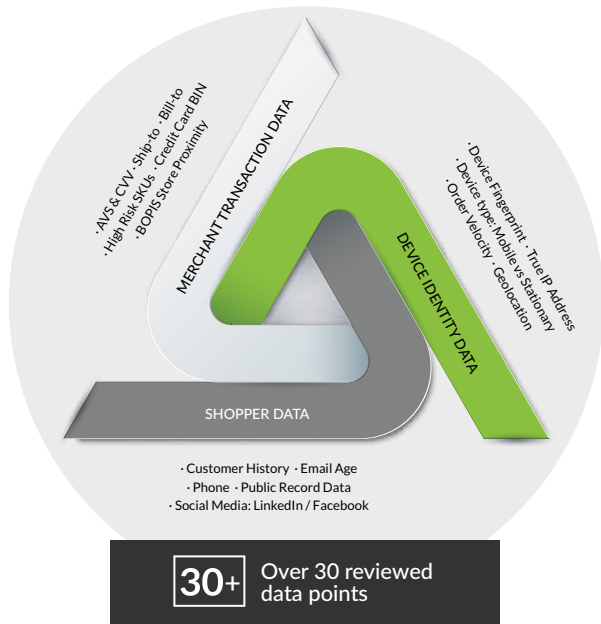 MERCHANT TRANSACTION DATA
· AVS & CVV · Ship-to · Bill-to
· High Risk SKUs · Credit Card BIN
· BOPIS Store Proximity
DEVICE IDENTITY DATA
· Device Fingerprint · True IP Address
· Device type: Mobile vs Stationary
· Order Velocity · Geolocation
SHOPPER DATA
· Customer History · Email Age
· Phone · Public Record Data
· Social Media: LinkedIn / Facebook
30+
Over 30 reviewed
data points